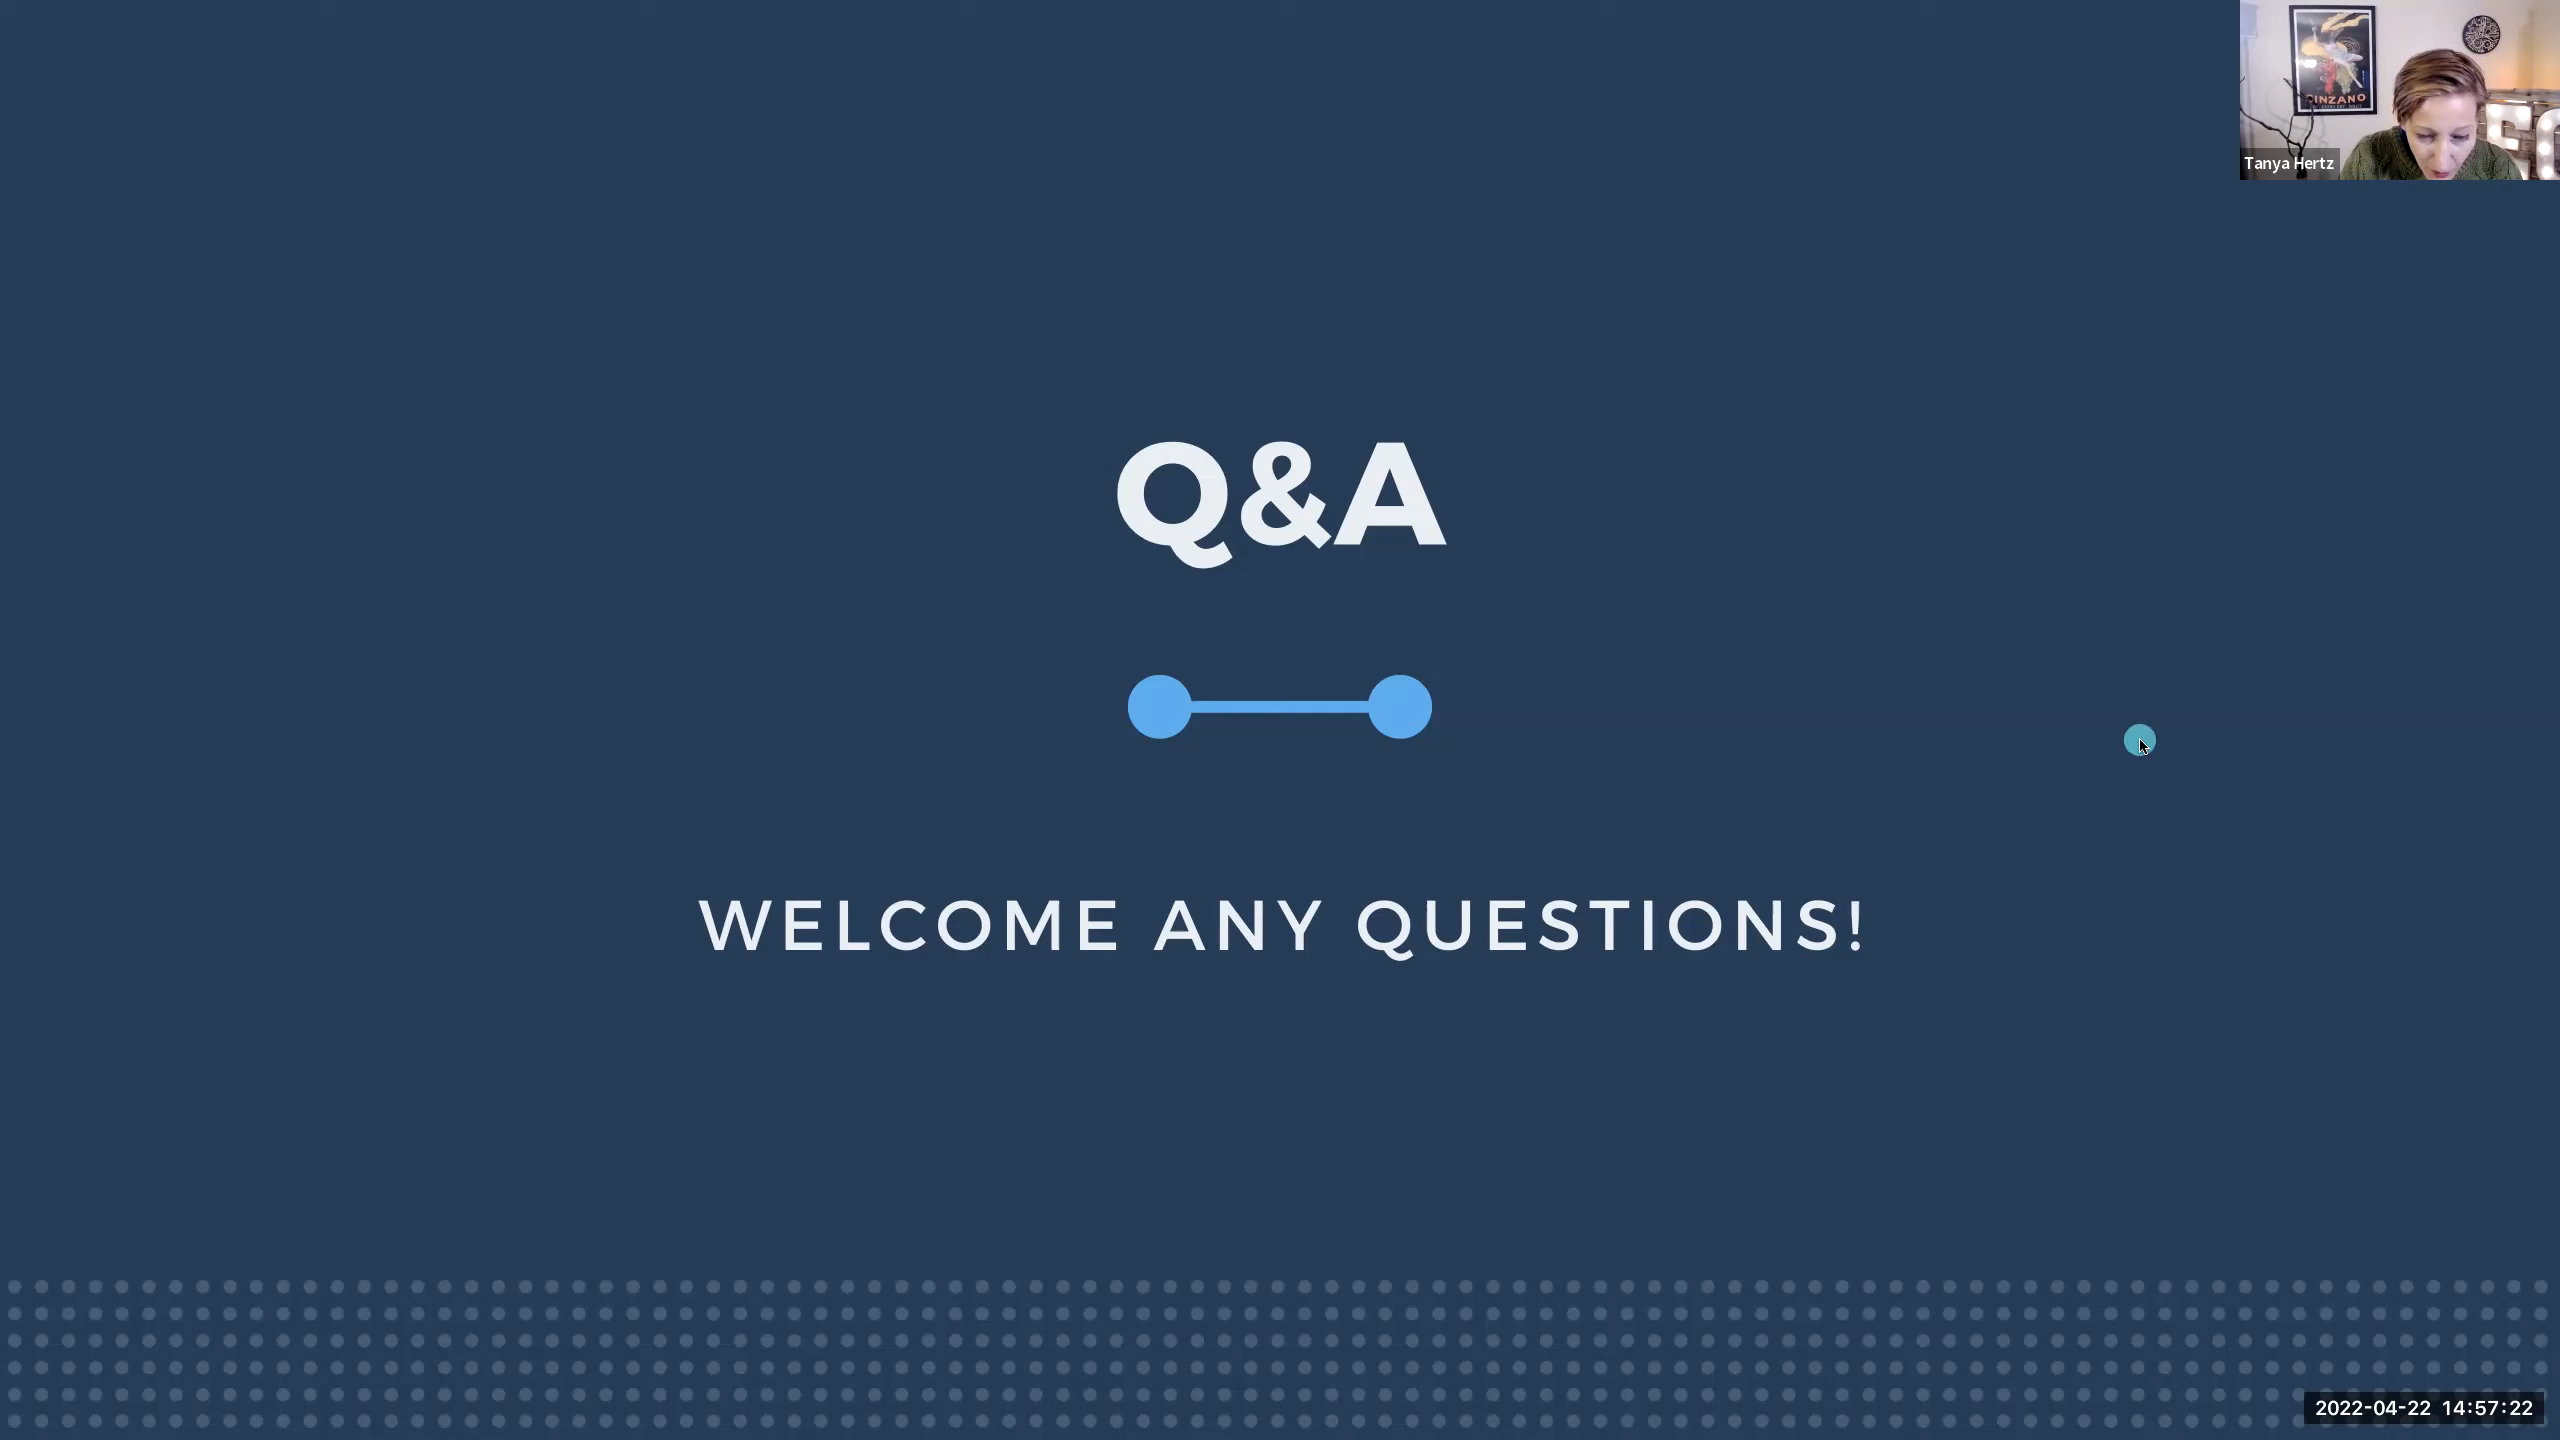 CINZANO
Tanya Hertz
Q&A
WELCOME ANY QUESTIONS!
2022-04-22 14:57:22